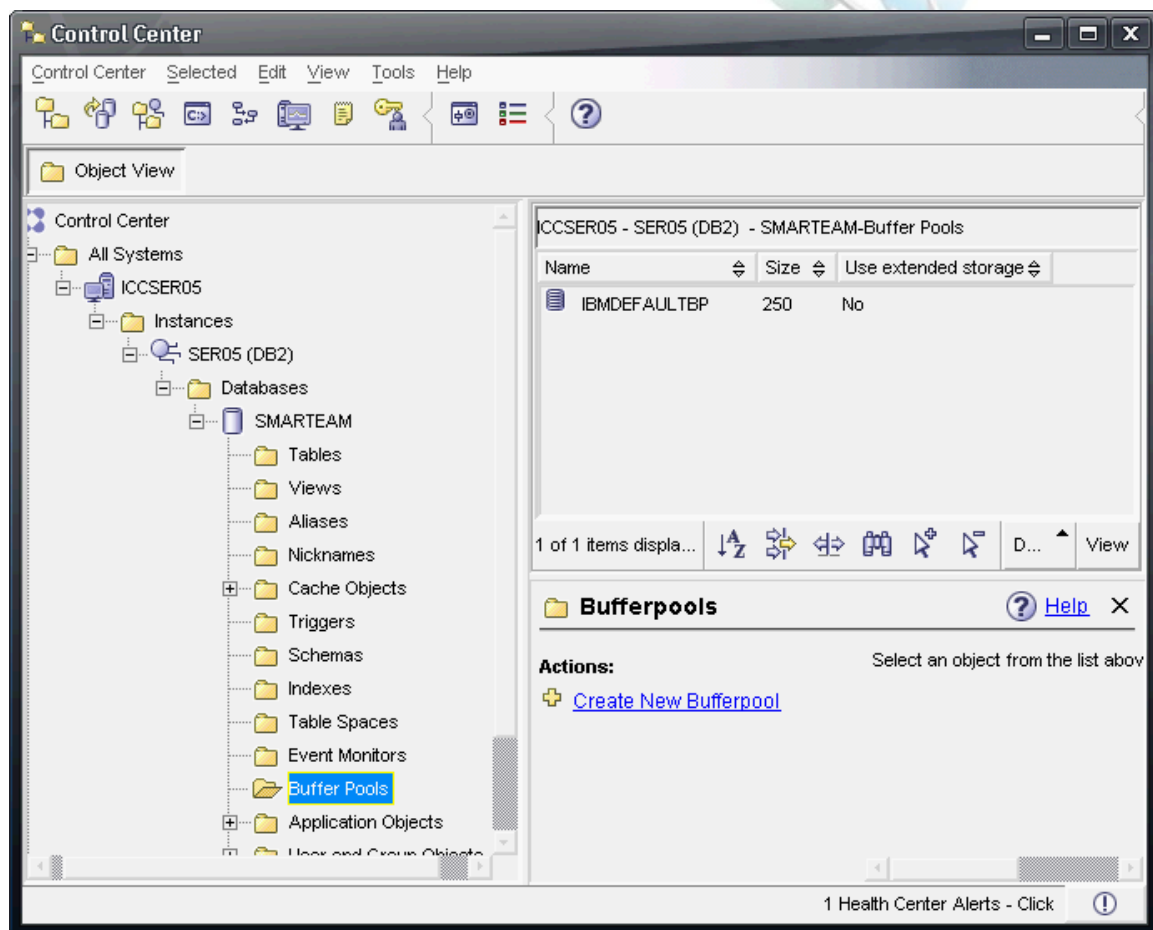 Control Center
Control Center Selected Edit View Tools Help
Object View
Control Center
All Systems
ICCSER05
Instances
SER05 (DB2)
Databases
SMARTEAM
Tables
Views
Aliases
Nicknames
Cache Objects
Triggers
Schemas
Indexes
Table Spaces
Event Monitors
Buffer Pools
Application Objects
User and Group Objects
ICCSER05 - SER05 (DB2) - SMARTEAM-Buffer Pools
Name Size Use extended storage
IBMDEFAULTBP 250 No
1 of 1 items displa... D... View
Bufferpools Help
Actions: Select an object from the list abov
Create New Bufferpool
1 Health Center Alerts - Click